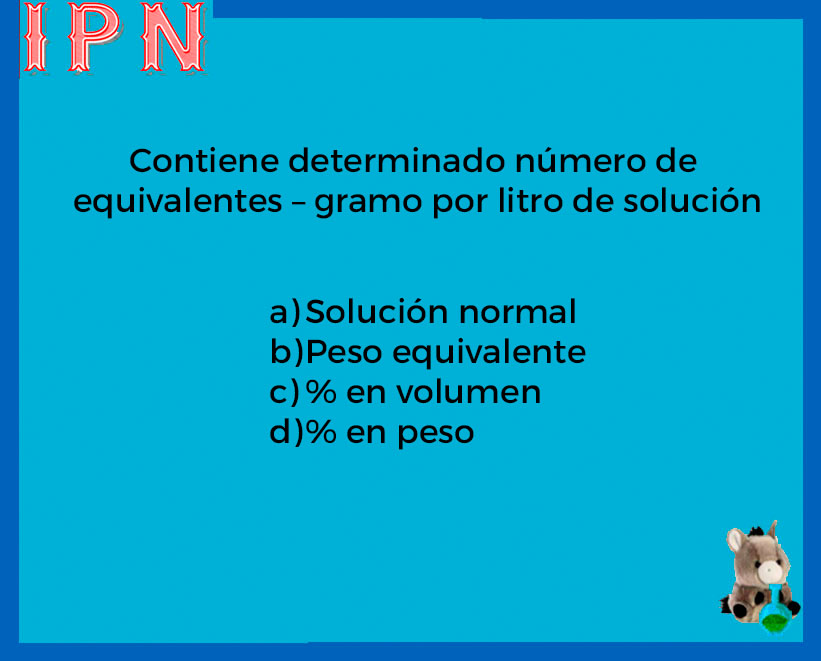 IPN
Contiene determinado número de
equivalentes – gramo por litro de solución
a) Solución normal
b)Peso equivalente
c) % en volumen
d)% en peso